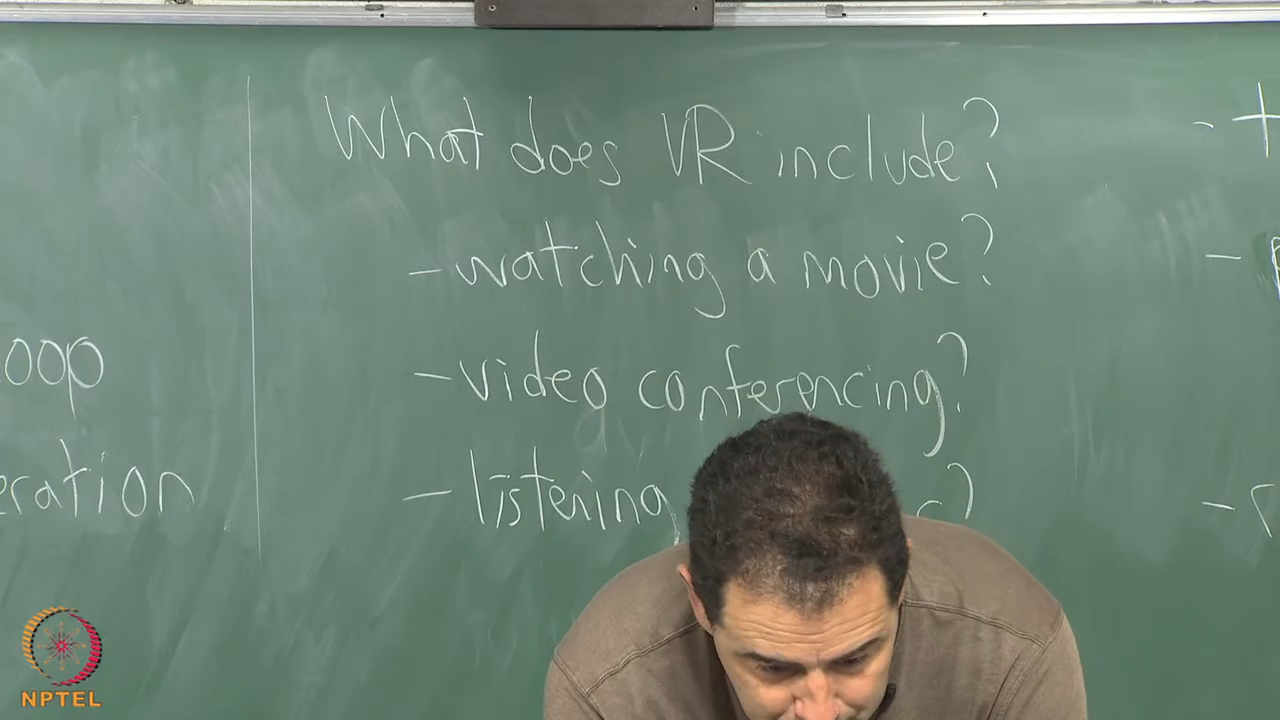 What does VR include?
- watching a movie?
- video conferencing?
- listening
oop
eration
NPTEL